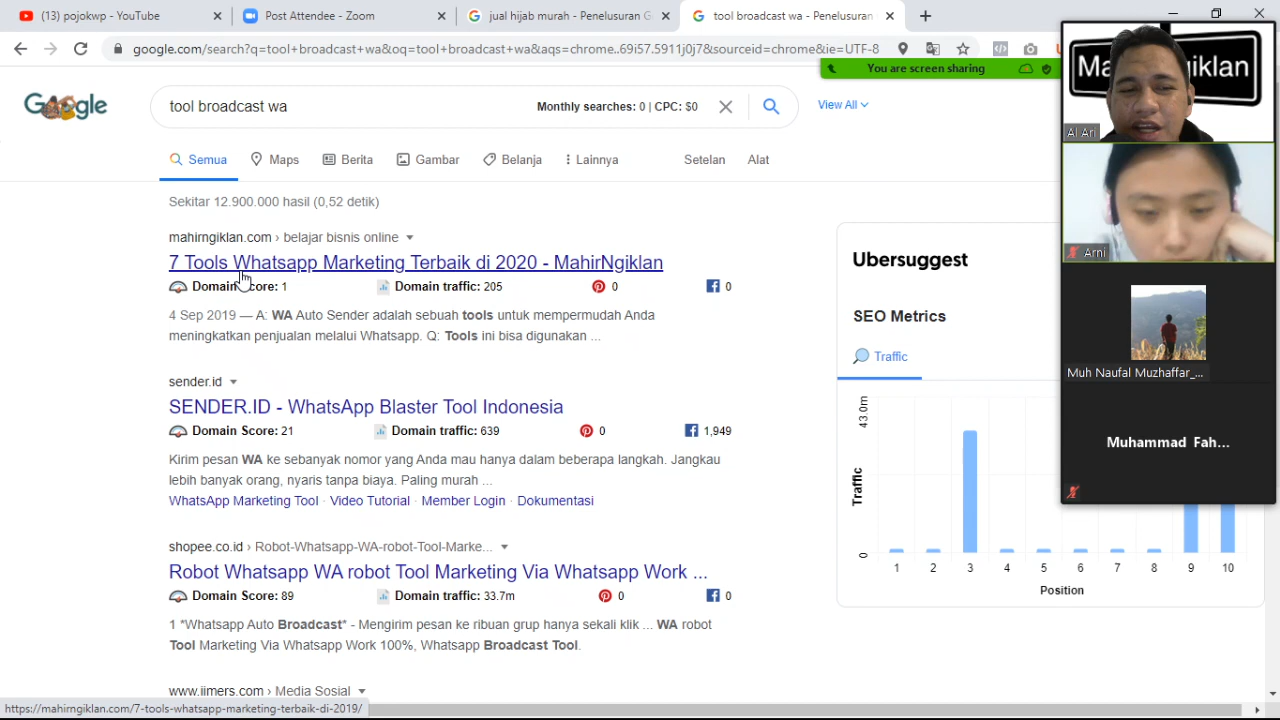 (13) pojokwp - YouTube
Post Attendee - Zoom
jual hijab murah - Penelusuran G
tool broadcast wa - Penelusuran
google.com/search?q=tool+broadcast+wa&oq=tool+broadcast+wa&aqs=chrome..69i57.5911j0j7&sourceid=chrome&ie=UTF-8
You are screen sharing
Google
tool broadcast wa
Monthly searches: 0 | CPC: $0
View All
Semua
Maps
Berita
Gambar
Belanja
Lainnya
Setelan
Alat
Sekitar 12.900.000 hasil (0,52 detik)
mahirngiklan.com › belajar bisnis online
7 Tools Whatsapp Marketing Terbaik di 2020 - MahirNgiklan
Domain Score: 1 Domain traffic: 205 0 0
4 Sep 2019 — A: WA Auto Sender adalah sebuah tools untuk mempermudah Anda
meningkatkan penjualan melalui Whatsapp. Q: Tools ini bisa digunakan ...
sender.id
SENDER.ID - WhatsApp Blaster Tool Indonesia
Domain Score: 21 Domain traffic: 639 0 1,949
Kirim pesan WA ke sebanyak nomor yang Anda mau hanya dalam beberapa langkah. Jangkau
lebih banyak orang, nyaris tanpa biaya. Paling murah ...
WhatsApp Marketing Tool · Video Tutorial · Member Login · Dokumentasi
shopee.co.id › Robot-Whatsapp-WA-robot-Tool-Marke...
Robot Whatsapp WA robot Tool Marketing Via Whatsapp Work ...
Domain Score: 89 Domain traffic: 33.7m 0 0
1 *Whatsapp Auto Broadcast* - Mengirim pesan ke ribuan grup hanya sekali klik ... WA robot
Tool Marketing Via Whatsapp Work 100%, Whatsapp Broadcast Tool.
www.iimers.com › Media Sosial
https://mahirngiklan.com/7-tools-whatsapp-marketing-terbaik-di-2019/
Ubersuggest
SEO Metrics
Traffic
43.0m
Traffic
0
1 2 3 4 5 6 7 8 9 10
Position
Al Ari
Arni
Muh Naufal Muzhaffar_...
Muhammad Fah...